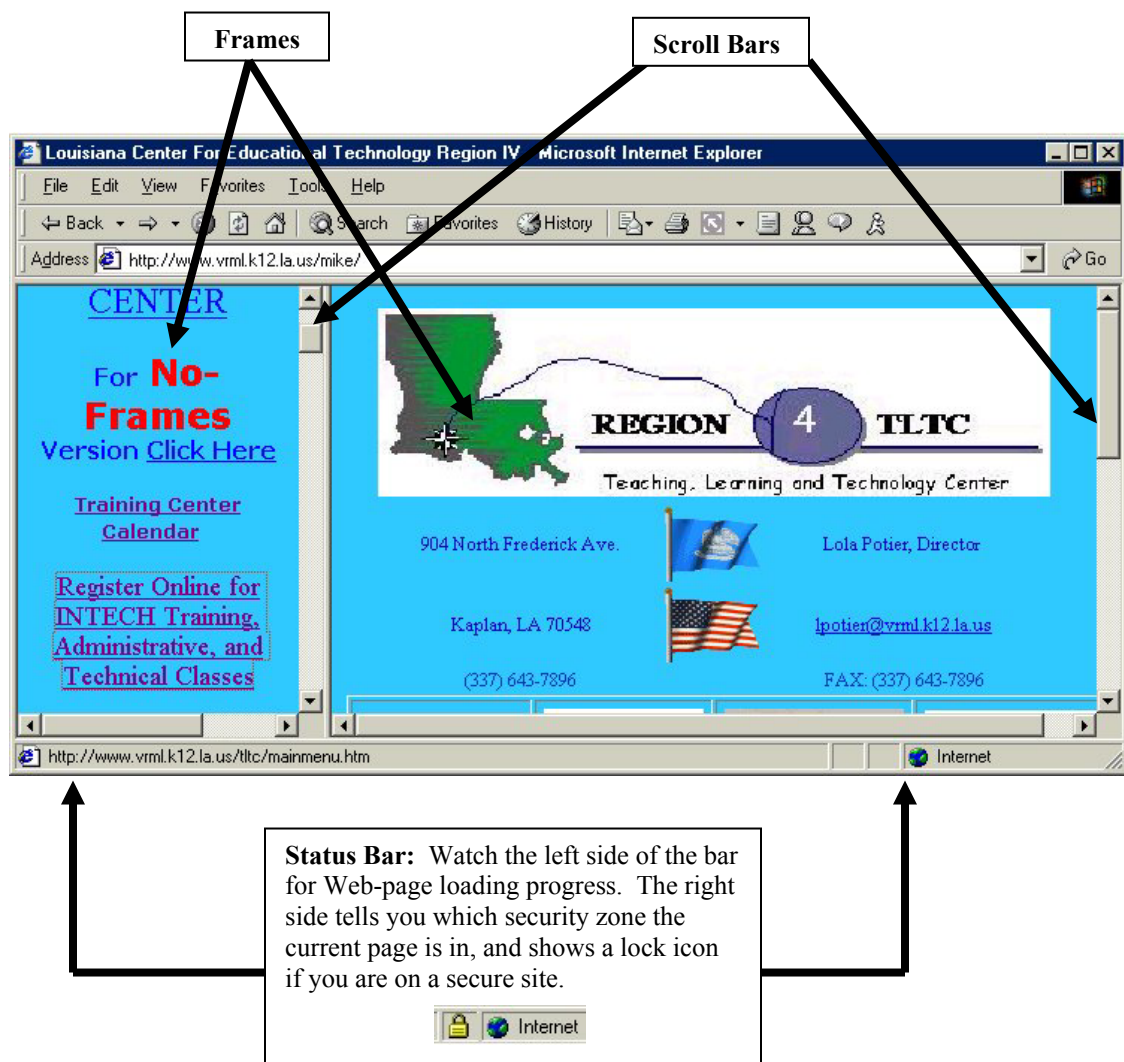 Frames
Scroll Bars
Louisiana Center For Educational Technology Region IV - Microsoft Internet Explorer
File Edit View Favorites Tools Help
Back Search Favorites History
Address http://www.vrml.k12.la.us/mike/ Go
CENTER
For No-
Frames
Version Click Here
Training Center
Calendar
Register Online for
INTECH Training,
Administrative, and
Technical Classes
REGION 4 TLTC
Teaching, Learning and Technology Center
904 North Frederick Ave. Lola Potier, Director
Kaplan, LA 70548 lpotier@vrml.k12.la.us
(337) 643-7896 FAX: (337) 643-7896
http://www.vrml.k12.la.us/tltc/mainmenu.htm Internet
Status Bar: Watch the left side of the bar
for Web-page loading progress. The right
side tells you which security zone the
current page is in, and shows a lock icon
if you are on a secure site.
Internet